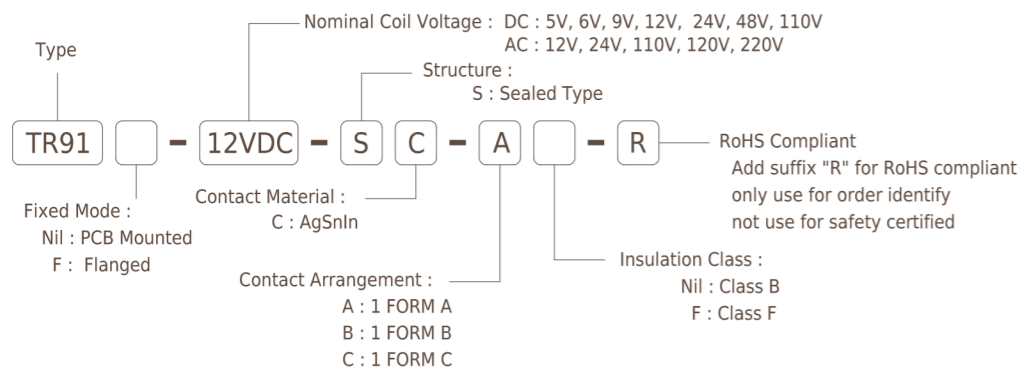 Nominal Coil Voltage : DC : 5V, 6V, 9V, 12V, 24V, 48V, 110V
AC : 12V, 24V, 110V, 120V, 220V
Type
Structure :
S : Sealed Type
TR91 - 12VDC - S C - A - R
RoHS Compliant
Add suffix "R" for RoHS compliant
only use for order identify
not use for safety certified
Contact Material :
C : AgSnIn
Fixed Mode :
Nil : PCB Mounted
F : Flanged
Insulation Class :
Nil : Class B
F : Class F
Contact Arrangement :
A : 1 FORM A
B : 1 FORM B
C : 1 FORM C